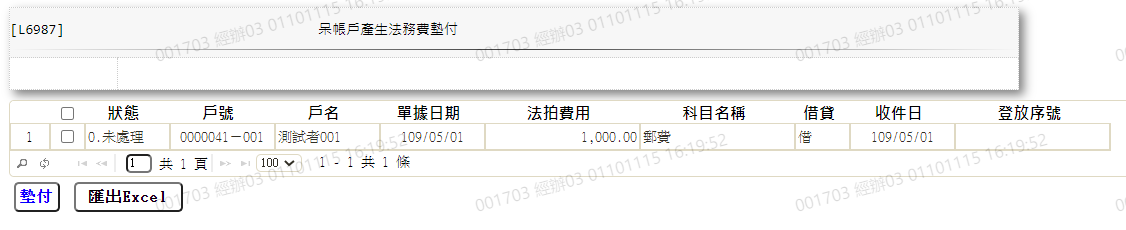 [L6987] 呆帳戶產生法務費墊付
狀態 戶號 戶名 單據日期 法拍費用 科目名稱 借貸 收件日 登放序號
1 0.未處理 0000041－001 測試者001 109/05/01 1,000.00 郵費 借 109/05/01
1 共 1 頁 100 1 - 1 共 1 條
墊付 匯出Excel
001703 經辦03 01101115 16:19:52